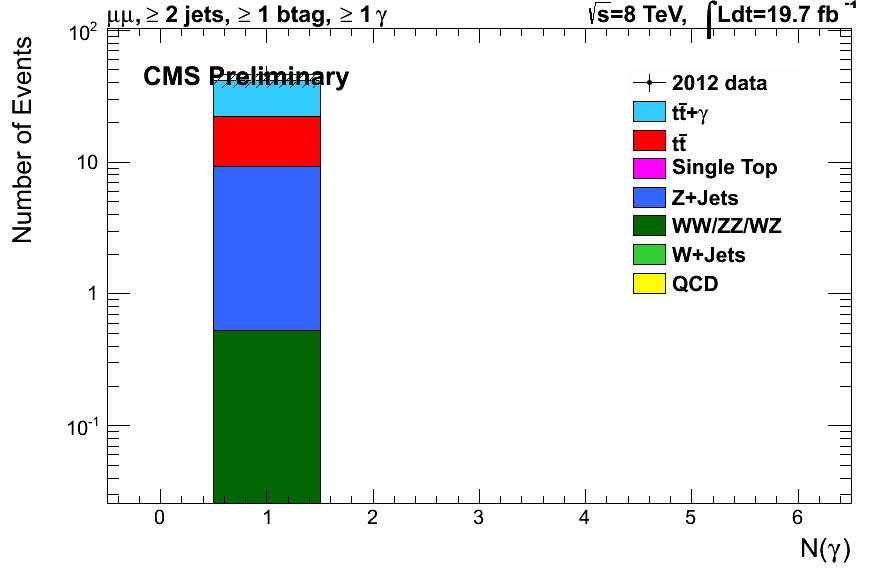 μμ, ≥ 2 jets, ≥ 1 btag, ≥ 1 γ
√s=8 TeV, ∫Ldt=19.7 fb⁻¹
CMS Preliminary
Number of Events
10²
10
1
10⁻¹
2012 data
tt̄+γ
tt̄
Single Top
Z+Jets
WW/ZZ/WZ
W+Jets
QCD
0 1 2 3 4 5 6
N(γ)